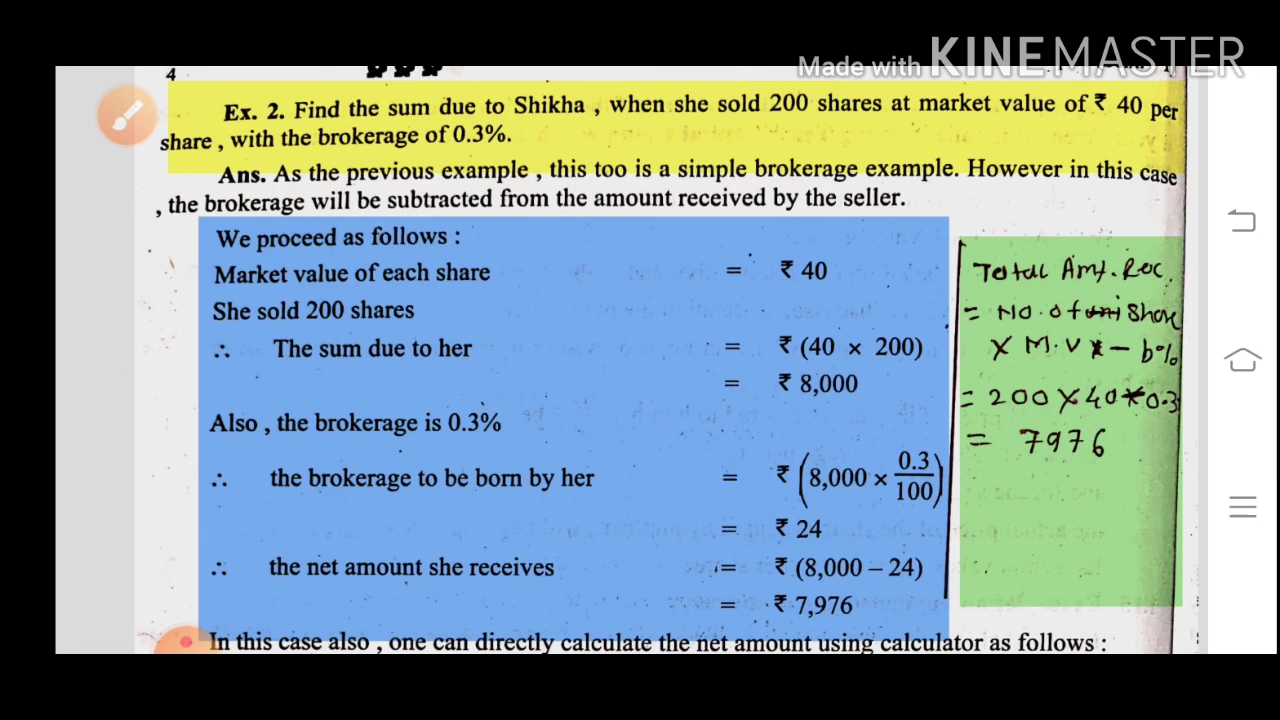 Made with KINEMASTER
4
Ex. 2. Find the sum due to Shikha , when she sold 200 shares at market value of ₹ 40 per
share , with the brokerage of 0.3%.
Ans. As the previous example , this too is a simple brokerage example. However in this case
, the brokerage will be subtracted from the amount received by the seller.
We proceed as follows :
Market value of each share = ₹ 40
She sold 200 shares
∴ The sum due to her = ₹ (40 × 200)
= ₹ 8,000
Also , the brokerage is 0.3%
∴ the brokerage to be born by her = ₹ (8,000 × 0.3/100)
= ₹ 24
∴ the net amount she receives = ₹ (8,000 – 24)
= ₹ 7,976
In this case also , one can directly calculate the net amount using calculator as follows :
Total Amt. Rec.
= No. of share
× M.V – b%
= 200 × 40 * 0.3
= 7976